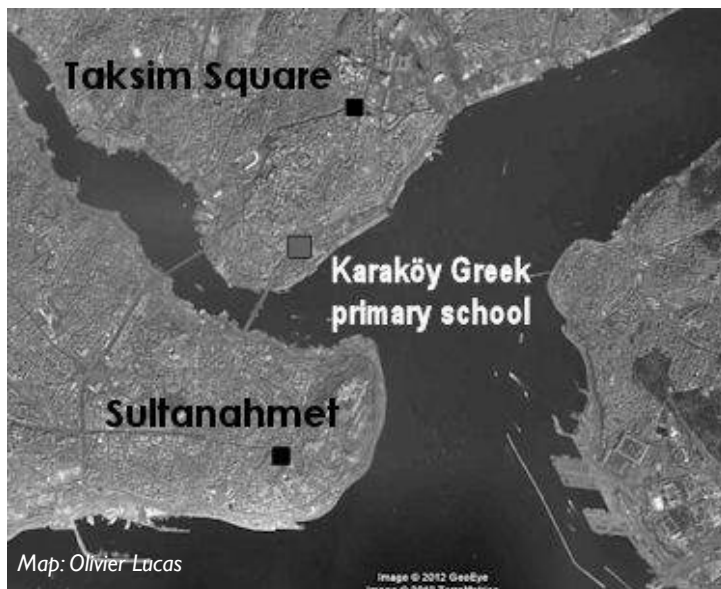 Taksim Square
Karaköy Greek
primary school
Sultanahmet
Map: Olivier Lucas
Image © 2012 GeoEye